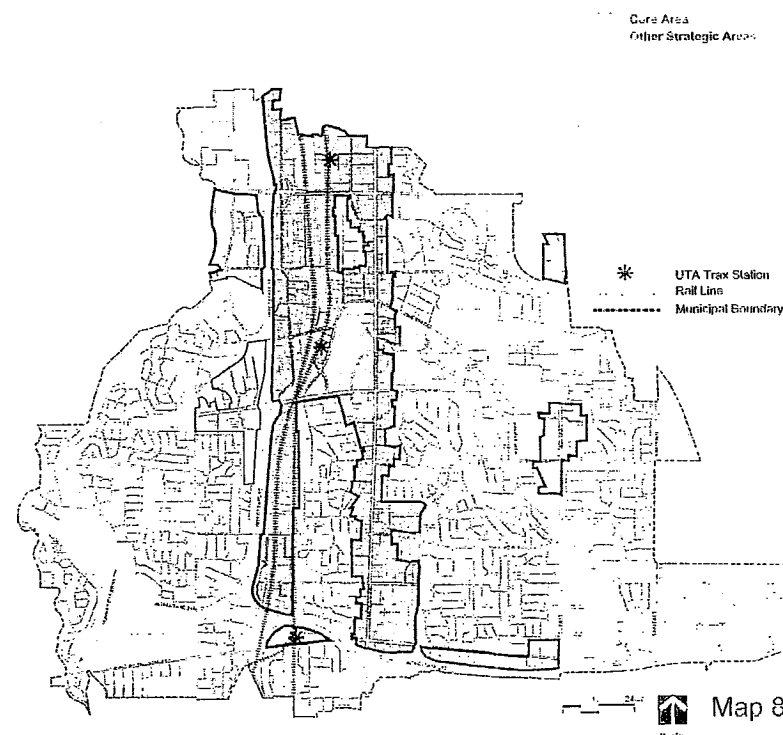 Core Area
Other Strategic Areas
UTA Trax Station
Rail Line
Municipal Boundary
Map 8